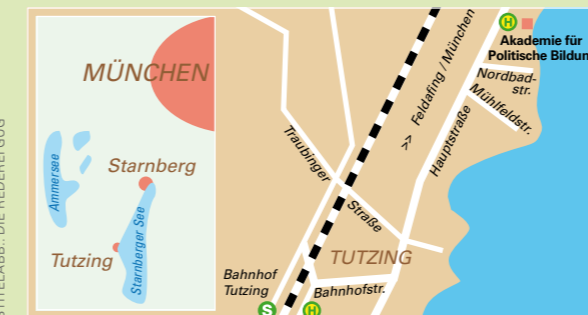 MÜNCHEN
Starnberg
Ammersee
Starnberger See
Tutzing
H
Akademie für
Politische Bildun
Nordbad-
str.
Mühlfeldstr.
>> Feldafing / München
Hauptstraße
Traubinger
Straße
TUTZING
Bahnhof
Tutzing
Bahnhofstr.
S
H